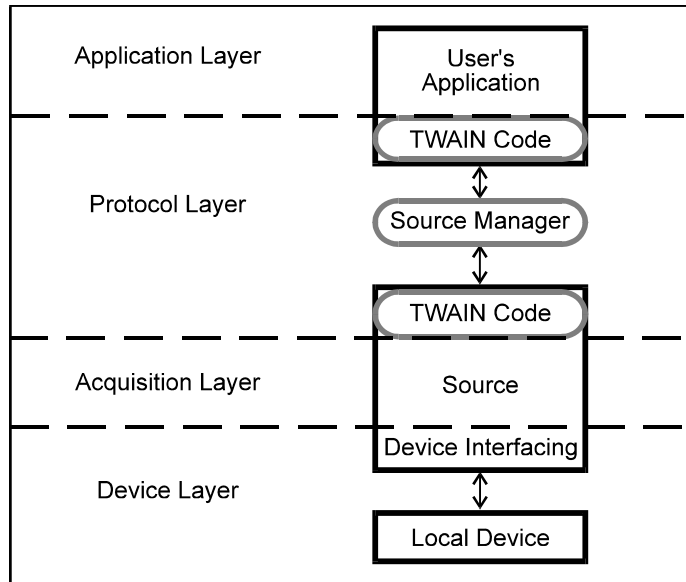 Application Layer
User's
Application
TWAIN Code
Protocol Layer
Source Manager
TWAIN Code
Acquisition Layer
Source
Device Interfacing
Device Layer
Local Device